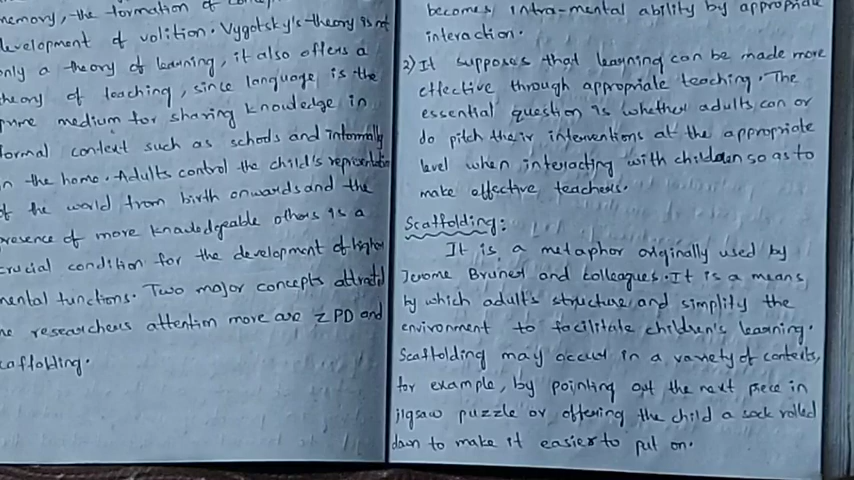 memory, the formation of
development of volition. Vygotsky's theory is not
only a theory of learning, it also offers a
theory of teaching, since language is the
prime medium for sharing knowledge in
formal context such as schools and informally
in the home. Adults control the child's representation
of the world from birth onwards and the
presence of more knowledgeable others is a
crucial condition for the development of higher
mental functions. Two major concepts attracted
the researchers attention more are ZPD and
scaffolding.
becomes intra-mental ability by appropriate
interaction.
2) It supposes that learning can be made more
effective through appropriate teaching. The
essential question is whether adults can or
do pitch their interventions at the appropriate
level when interacting with children so as to
make effective teachers.
Scaffolding:
It is a metaphor originally used by
Jerome Bruner and colleagues. It is a means
by which adults structure and simplify the
environment to facilitate children's learning.
Scaffolding may occur in a variety of contexts,
for example, by pointing out the next piece in
jigsaw puzzle or offering the child a sock rolled
down to make it easier to put on.